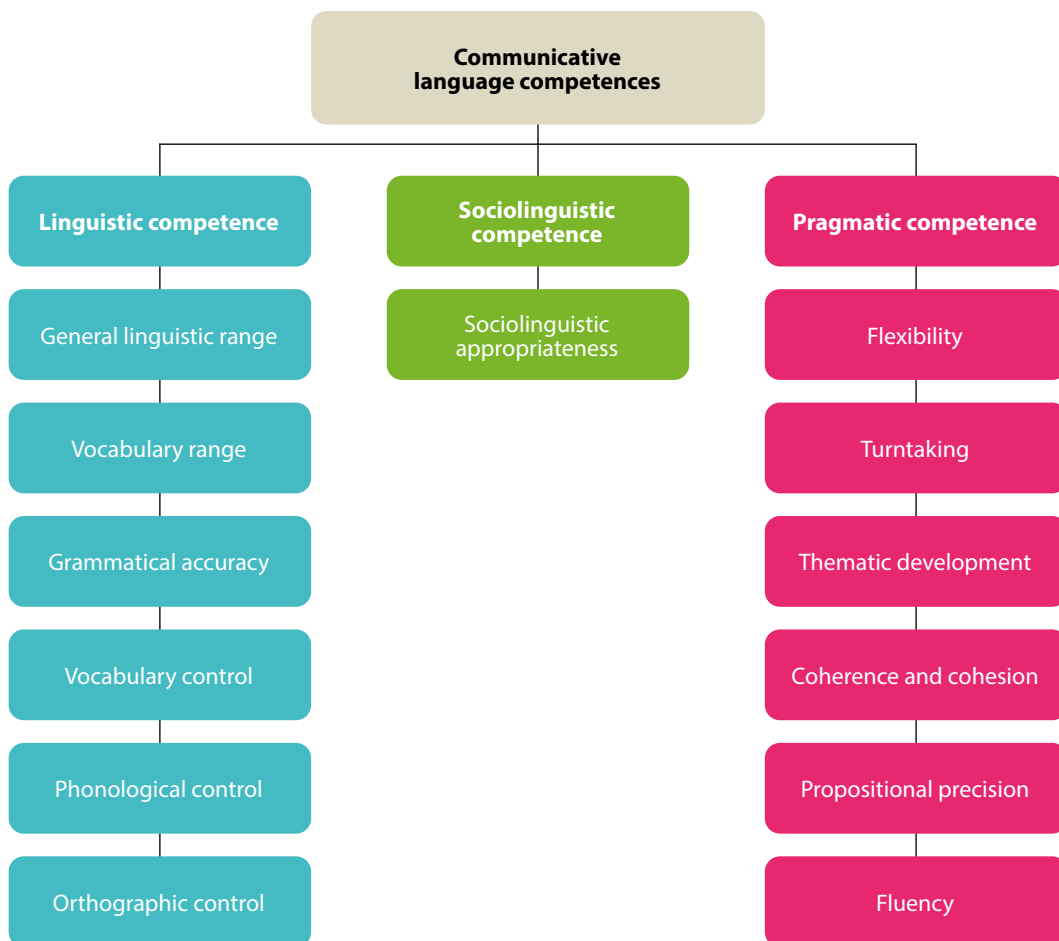 Communicative
language competences
Linguistic competence
General linguistic range
Vocabulary range
Grammatical accuracy
Vocabulary control
Phonological control
Orthographic control
Sociolinguistic
competence
Sociolinguistic
appropriateness
Pragmatic competence
Flexibility
Turntaking
Thematic development
Coherence and cohesion
Propositional precision
Fluency